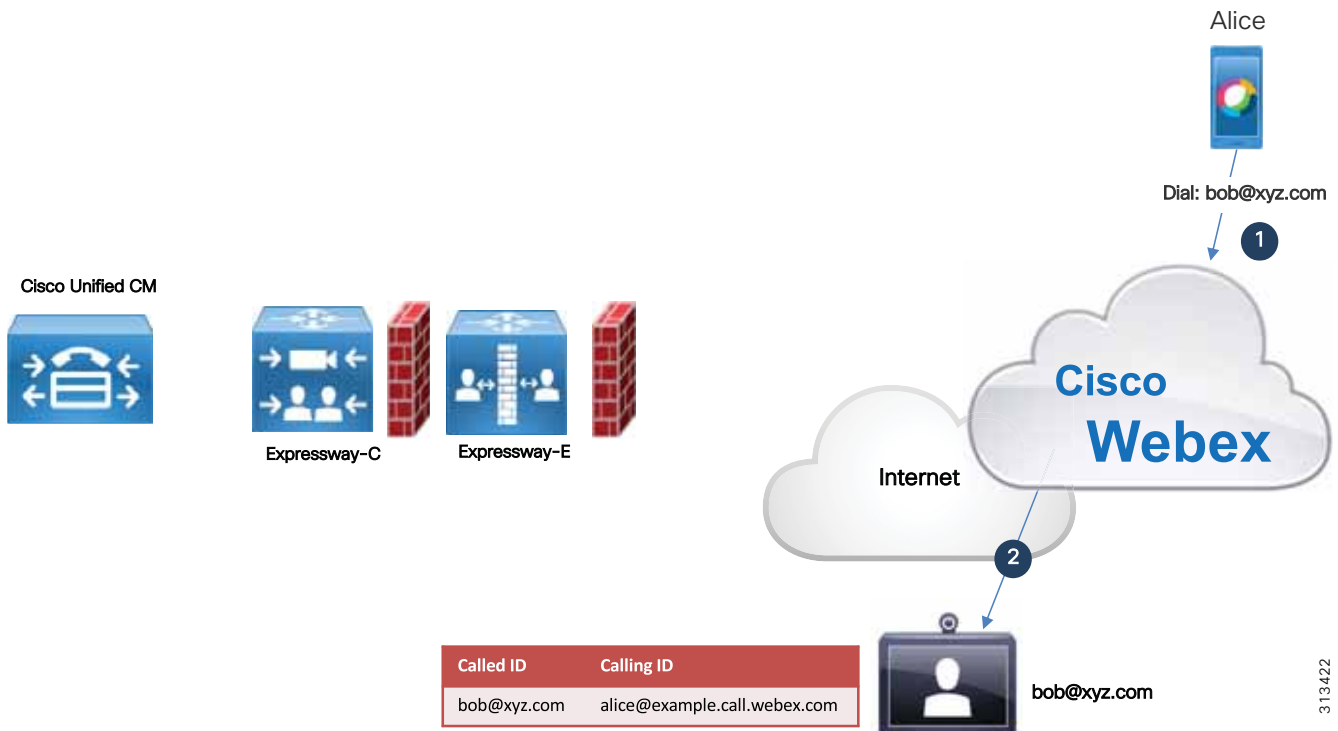 Alice
Dial: bob@xyz.com
1
Cisco Unified CM
Expressway-C
Expressway-E
Cisco
Webex
Internet
2
Called ID Calling ID
bob@xyz.com alice@example.call.webex.com
bob@xyz.com
313422